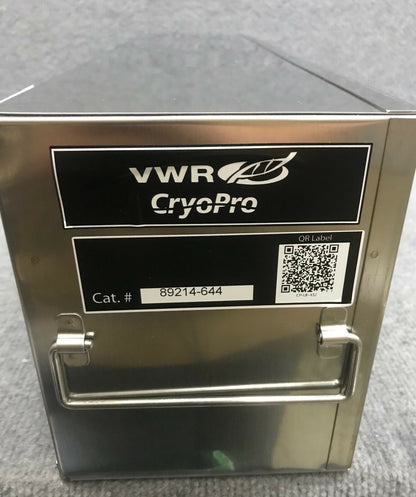 VWR
CryoPro
QR Label
Cat. # 89214-644